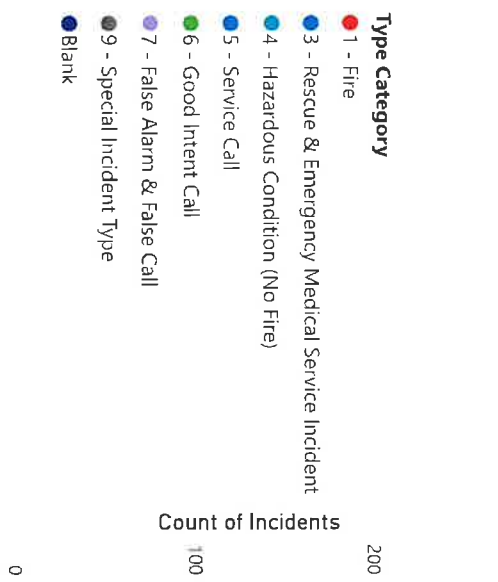 Type Category
1 - Fire
3 - Rescue & Emergency Medical Service Incident
4 - Hazardous Condition (No Fire)
5 - Service Call
6 - Good Intent Call
7 - False Alarm & False Call
9 - Special Incident Type
Blank
Count of Incidents
200
100
0